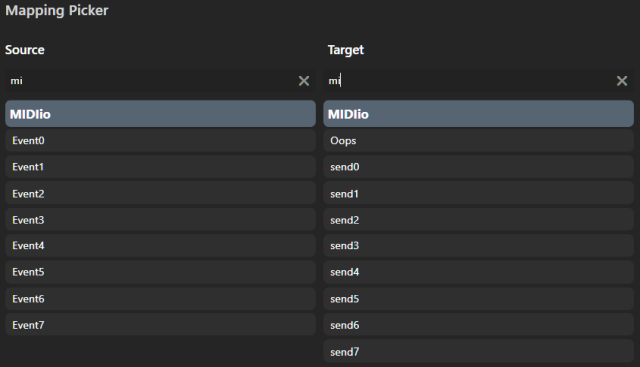 Mapping Picker
Source
mi
MIDIio
Event0
Event1
Event2
Event3
Event4
Event5
Event6
Event7
Target
mi
MIDIio
Oops
send0
send1
send2
send3
send4
send5
send6
send7